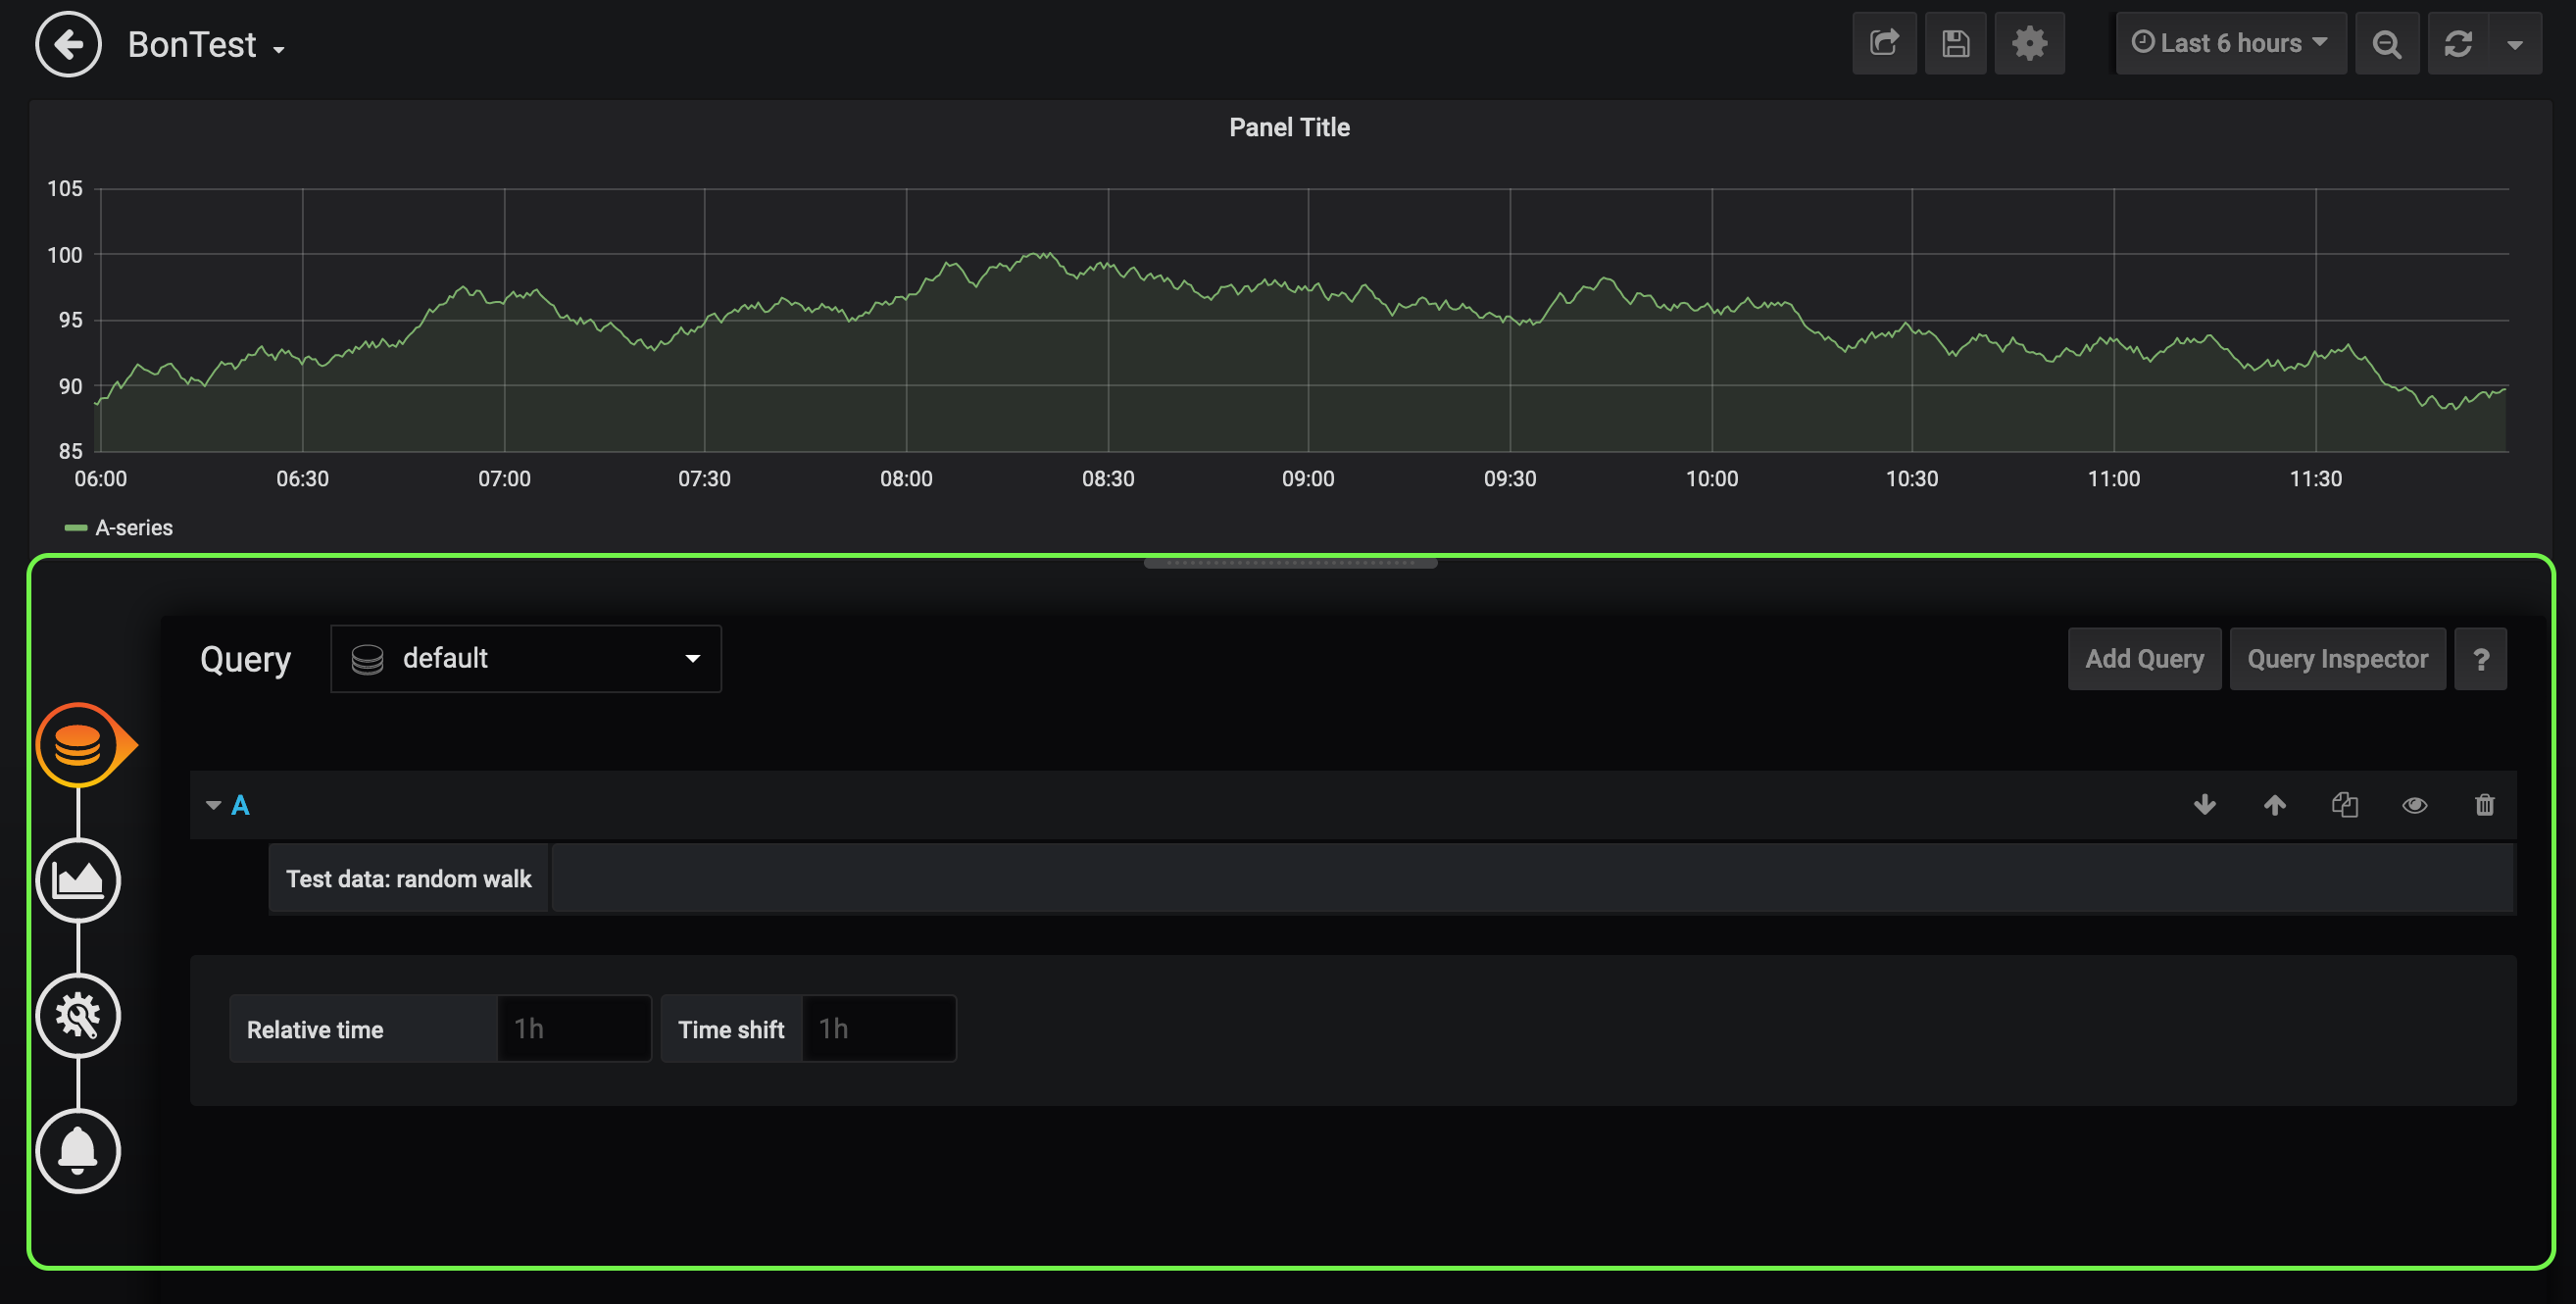 BonTest
Last 6 hours
Panel Title
105
100
95
90
85
06:00 06:30 07:00 07:30 08:00 08:30 09:00 09:30 10:00 10:30 11:00 11:30
A-series
Query default Add Query Query Inspector ?
A
Test data: random walk
Relative time 1h Time shift 1h